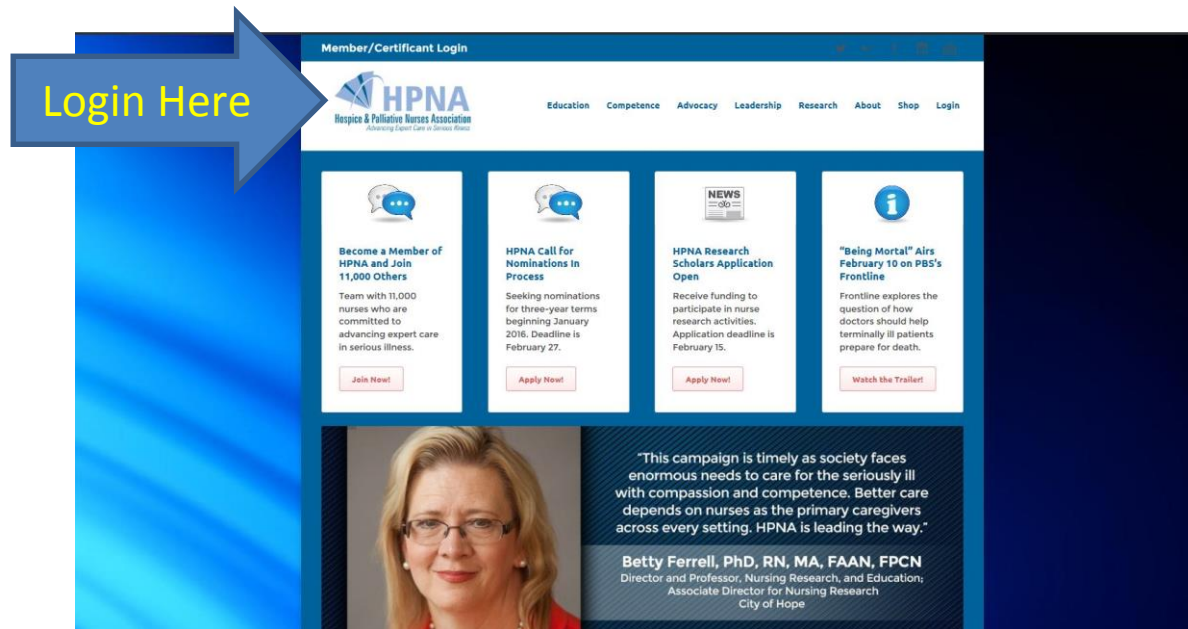 Login Here
Member/Certificant Login
HPNA
Hospice & Palliative Nurses Association
Advancing Expert Care in Serious Illness
Education Competence Advocacy Leadership Research About Shop Login
Become a Member of
HPNA and Join
11,000 Others
Team with 11,000
nurses who are
committed to
advancing expert care
in serious illness.
Join Now!
HPNA Call for
Nominations In
Process
Seeking nominations
for three-year terms
beginning January
2016. Deadline is
February 27.
Apply Now!
NEWS
HPNA Research
Scholars Application
Open
Receive funding to
participate in nurse
research activities.
Application deadline is
February 15.
Apply Now!
"Being Mortal" Airs
February 10 on PBS's
Frontline
Frontline explores the
question of how
doctors should help
terminally ill patients
prepare for death.
Watch the Trailer!
"This campaign is timely as society faces
enormous needs to care for the seriously ill
with compassion and competence. Better care
depends on nurses as the primary caregivers
across every setting. HPNA is leading the way."
Betty Ferrell, PhD, RN, MA, FAAN, FPCN
Director and Professor, Nursing Research, and Education;
Associate Director for Nursing Research
City of Hope